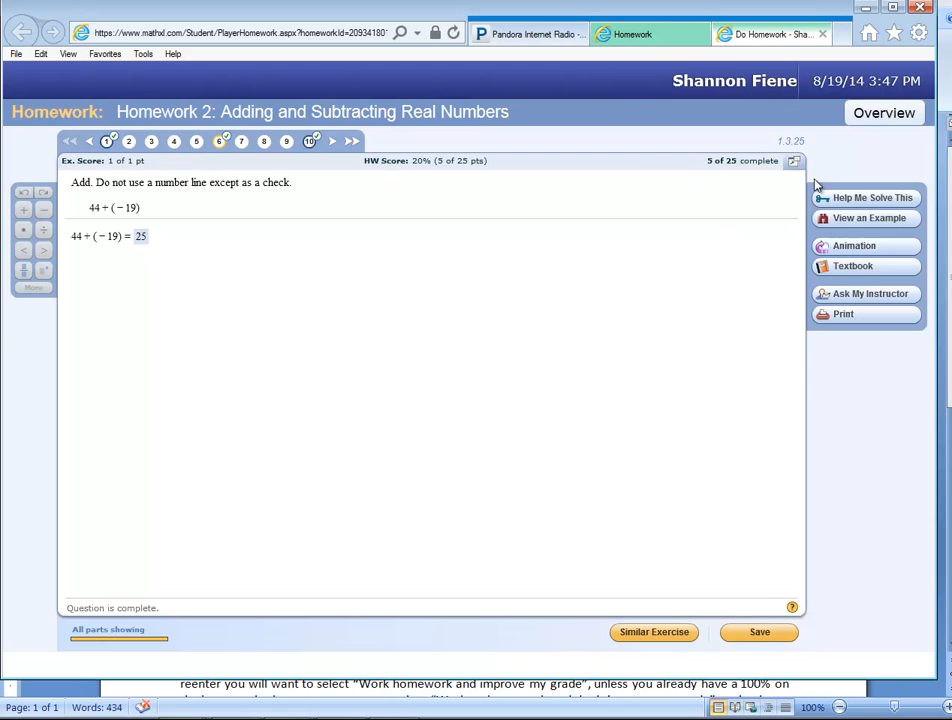 https://www.mathxl.com/Student/PlayerHomework.aspx?homeworkId=20934180
Pandora Internet Radio -...
Homework
Do Homework - Sha...
File Edit View Favorites Tools Help
Shannon Fiene 8/19/14 3:47 PM
Homework: Homework 2: Adding and Subtracting Real Numbers
Overview
1 2 3 4 5 6 7 8 9 10
1.3.25
Ex. Score: 1 of 1 pt
HW Score: 20% (5 of 25 pts)
5 of 25 complete
Add. Do not use a number line except as a check.
44 + ( − 19)
44 + ( − 19) = 25
Help Me Solve This
View an Example
Animation
Textbook
Ask My Instructor
Print
More
Question is complete.
All parts showing
Similar Exercise
Save
reenter you will want to select “Work homework and improve my grade”, unless you already have a 100% on
Page: 1 of 1 Words: 434 100%